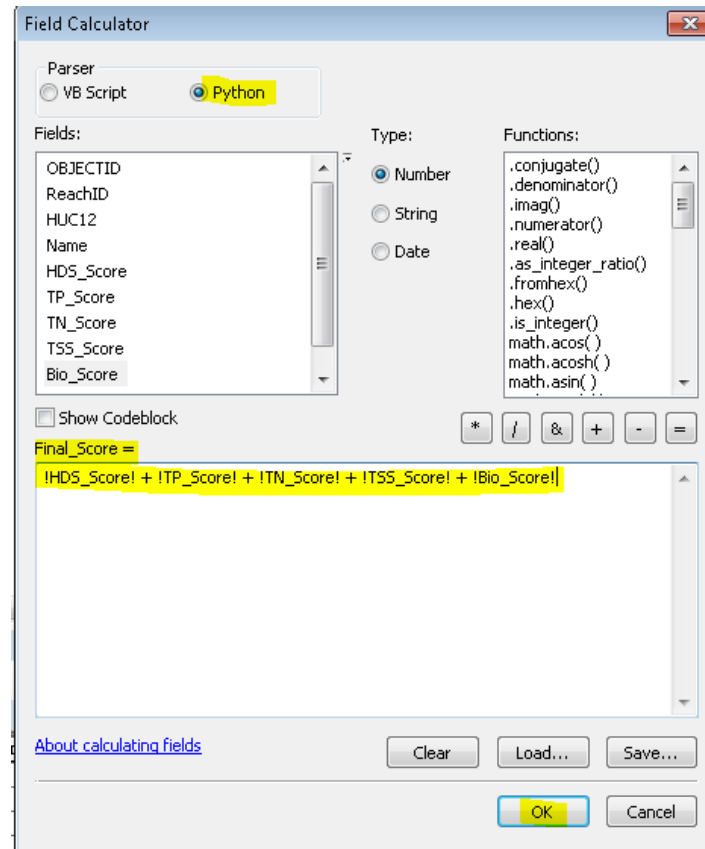 Field Calculator
Parser
VB Script Python
Fields: Type: Functions:
OBJECTID
ReachID
HUC12
Name
HDS_Score
TP_Score
TN_Score
TSS_Score
Bio_Score
Number
String
Date
.conjugate()
.denominator()
.imag()
.numerator()
.real()
.as_integer_ratio()
.fromhex()
.hex()
.is_integer()
math.acos( )
math.acosh( )
math.asin( )
Show Codeblock
* / & + - =
Final_Score =
!HDS_Score! + !TP_Score! + !TN_Score! + !TSS_Score! + !Bio_Score!
About calculating fields
Clear Load... Save...
OK Cancel